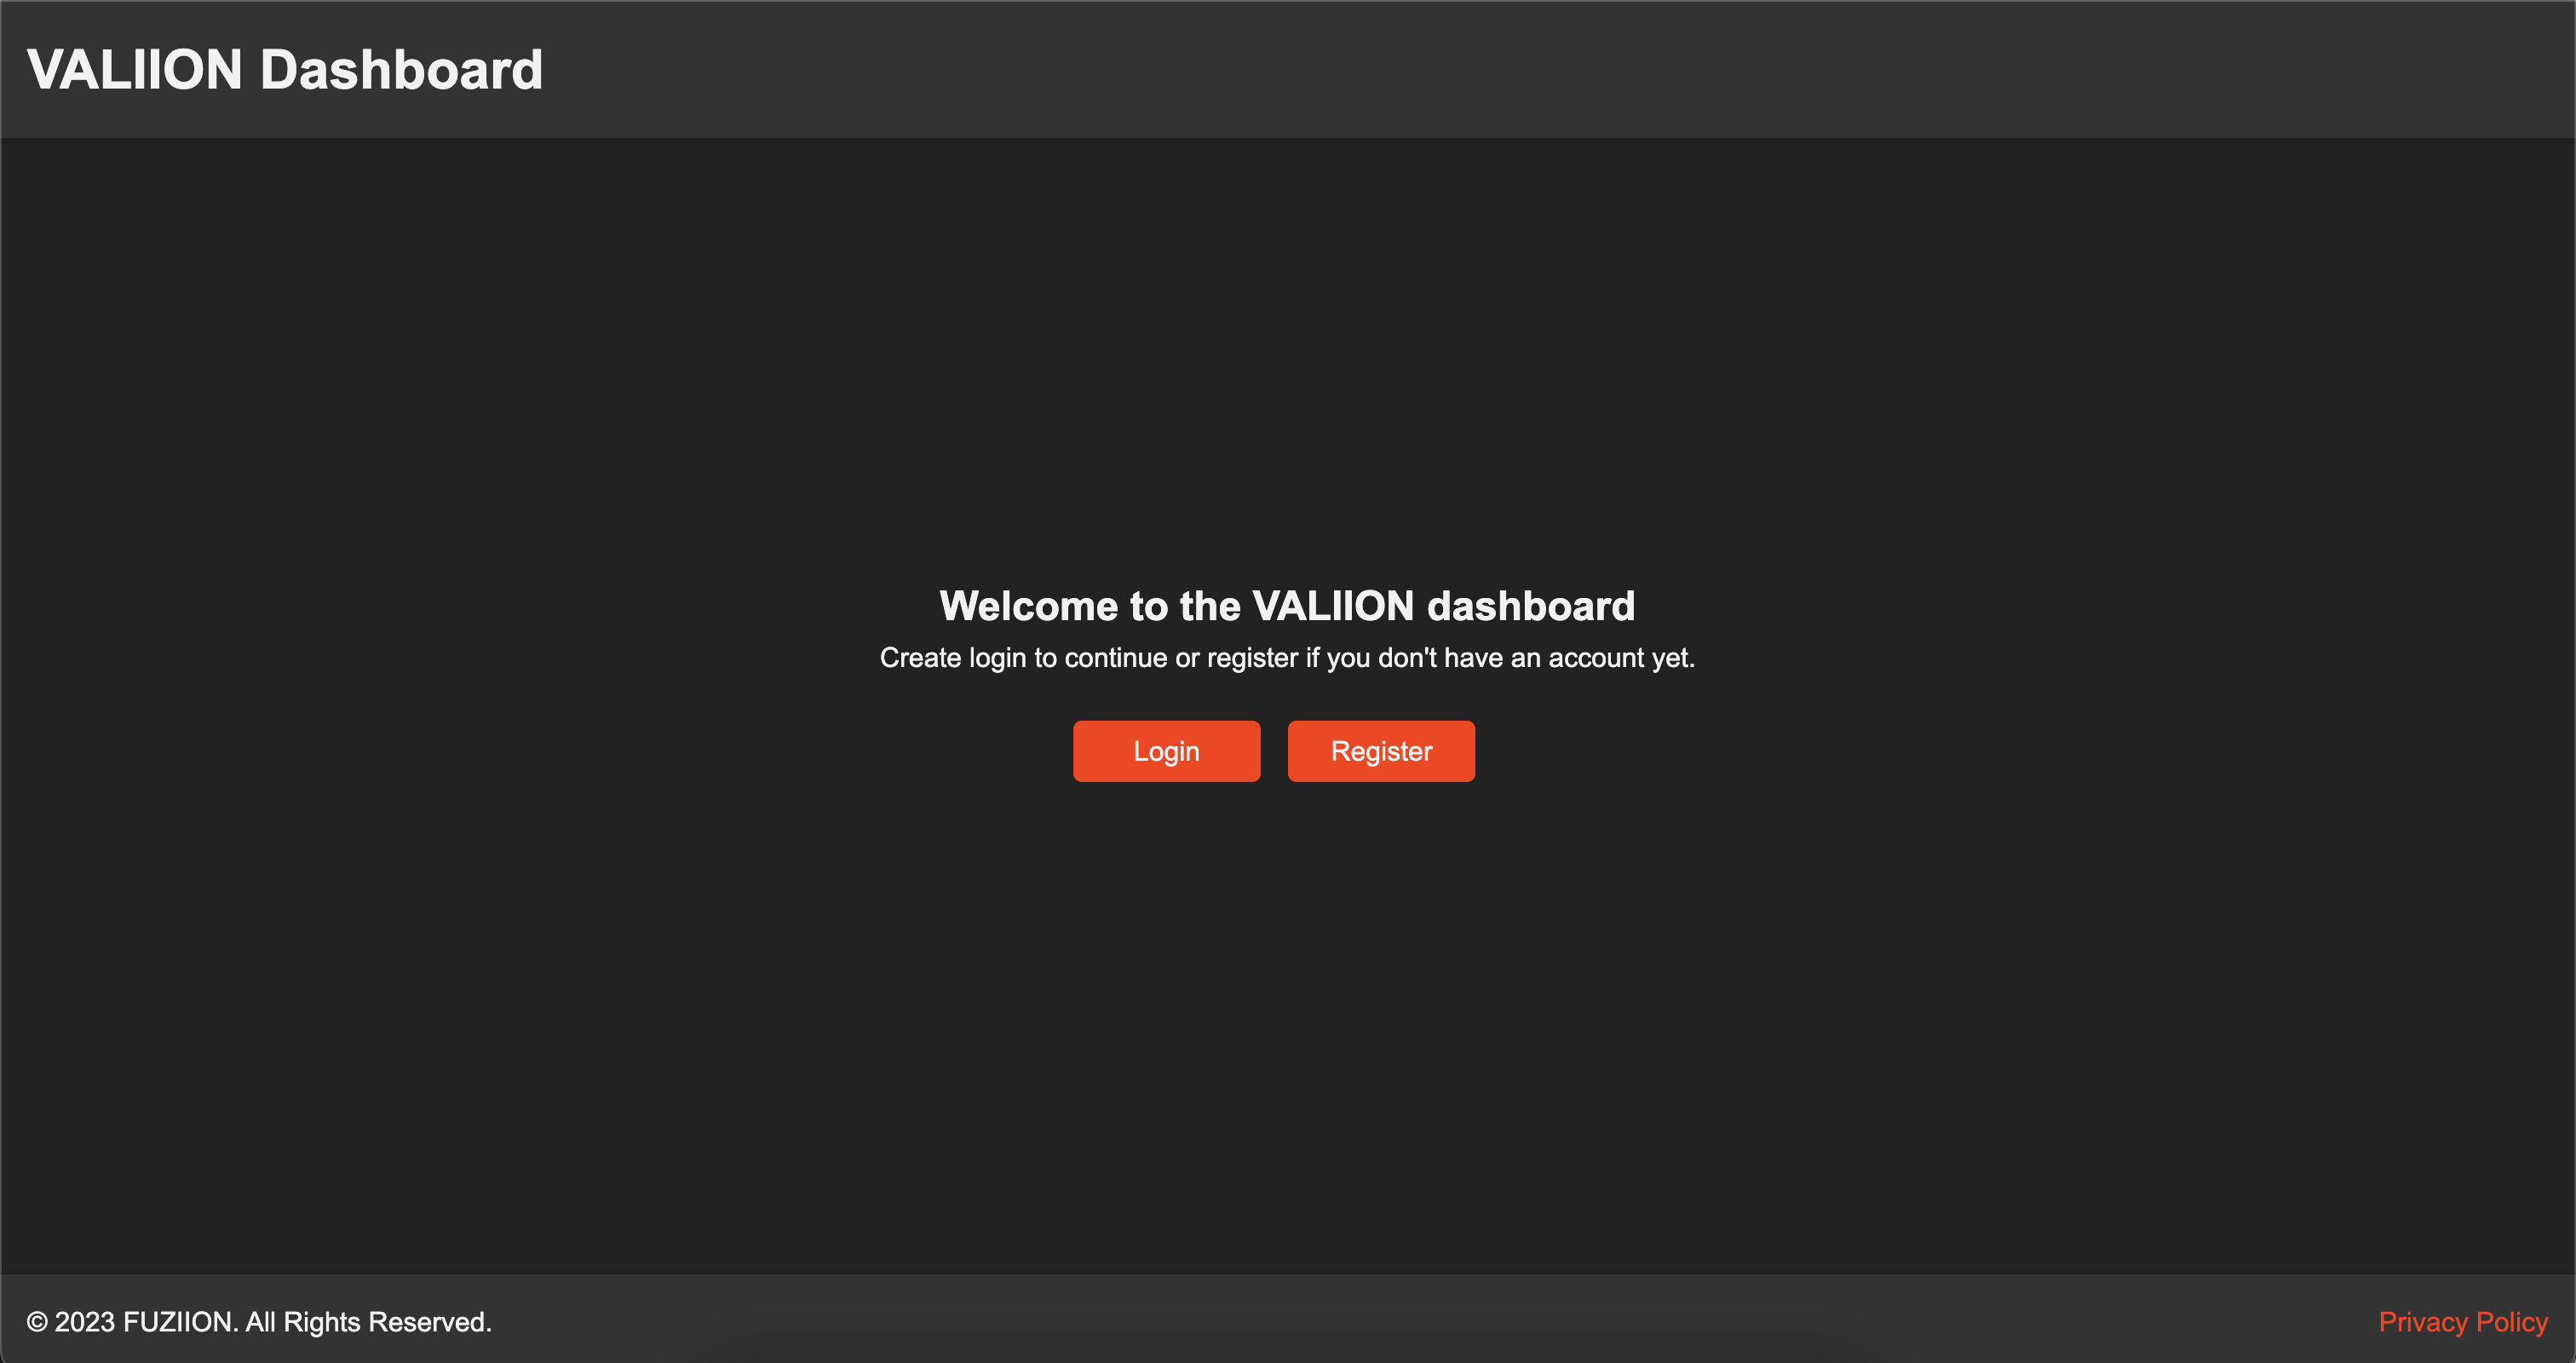 VALIION Dashboard
Welcome to the VALIION dashboard
Create login to continue or register if you don't have an account yet.
Login
Register
© 2023 FUZIION. All Rights Reserved.
Privacy Policy